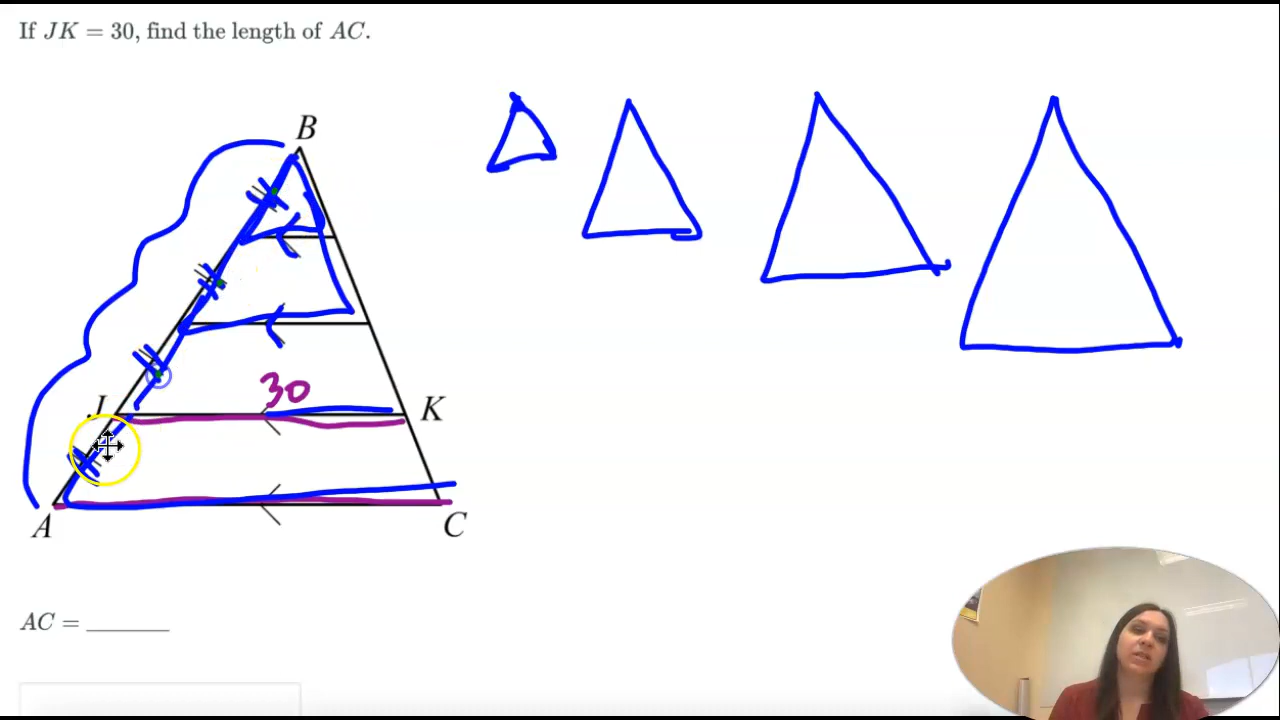 If JK = 30, find the length of AC.
B
30
J
K
A
C
AC = ______